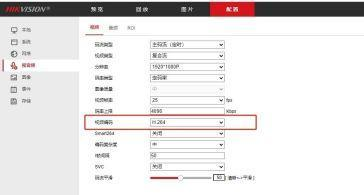 HIKVISION
预览
回放
图片
配置
本地
系统
网络
视音频
图像
事件
存储
视频
音频
ROI
码流类型 主码流（定时）
视频类型 复合流
分辨率 1920*1080P
码率类型 定码率
图像质量 中
视频帧率 25 fps
码率上限 4096 Kbps
视频编码 H.264
Smart264 关闭
编码复杂度 中
I帧间隔 50
SVC 关闭
码流平滑 50 [清晰<->平滑]